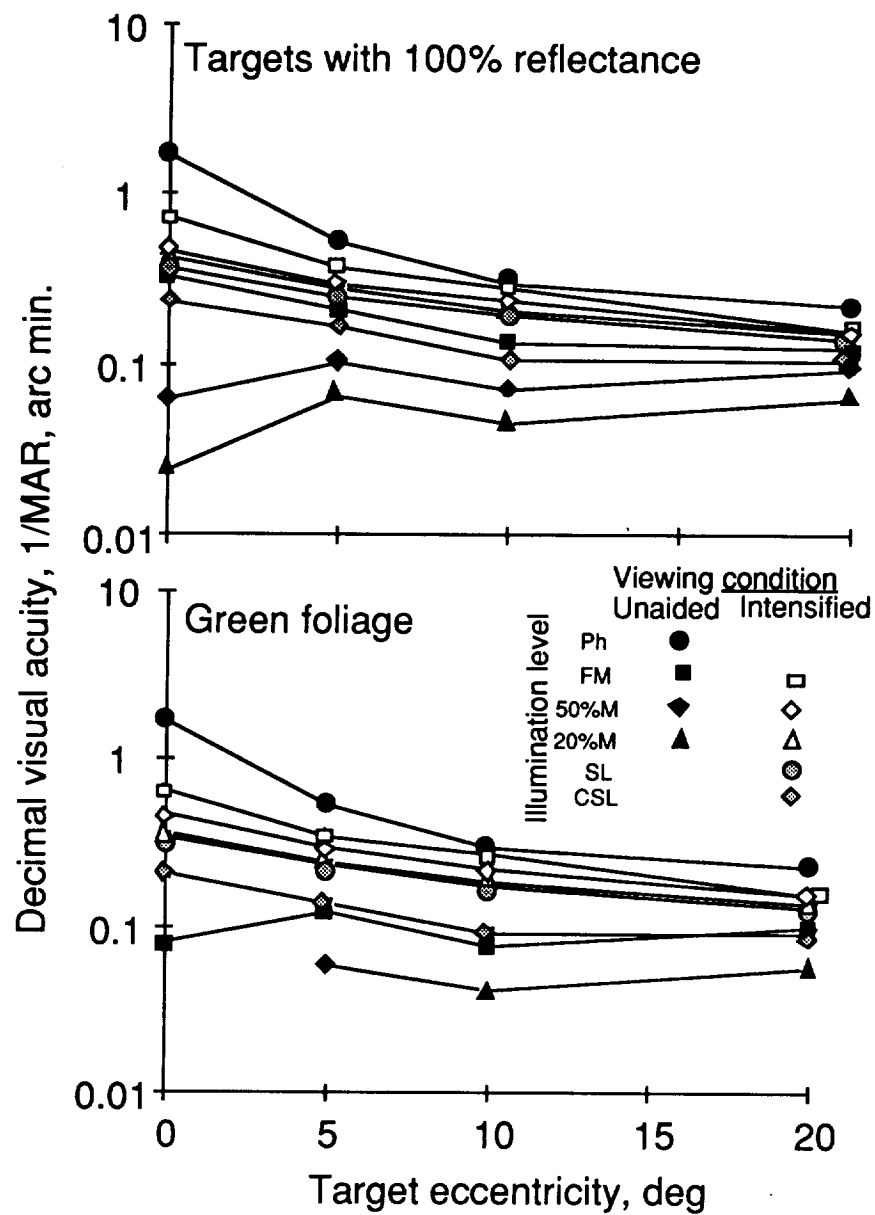 10
Targets with 100% reflectance
1
0.1
0.01
Decimal visual acuity, 1/MAR, arc min.
10
Green foliage
1
0.1
0.01
Viewing condition
Unaided Intensified
Illumination level
Ph
FM
50%M
20%M
SL
CSL
0 5 10 15 20
Target eccentricity, deg